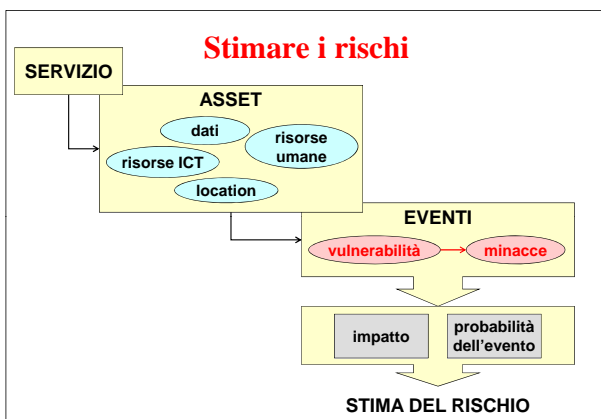 Stimare i rischi
SERVIZIO
ASSET
dati
risorse
umane
risorse ICT
location
EVENTI
vulnerabilità
minacce
impatto
probabilità
dell'evento
STIMA DEL RISCHIO